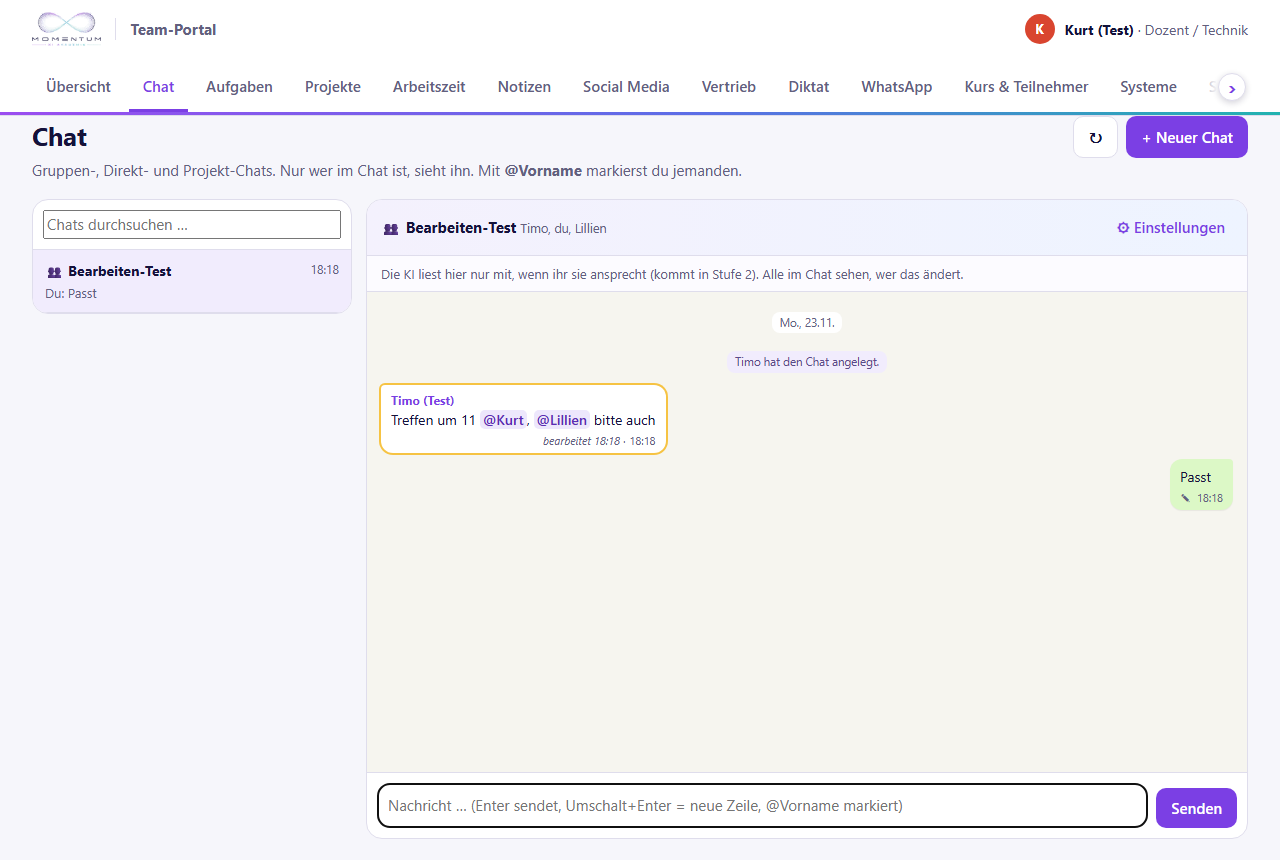 MOMENTUM
Team-Portal
K Kurt (Test) · Dozent / Technik
Übersicht Chat Aufgaben Projekte Arbeitszeit Notizen Social Media Vertrieb Diktat WhatsApp Kurs & Teilnehmer Systeme
Chat
+ Neuer Chat
Gruppen-, Direkt- und Projekt-Chats. Nur wer im Chat ist, sieht ihn. Mit @Vorname markierst du jemanden.
Chats durchsuchen ...
Bearbeiten-Test 18:18
Du: Passt
Bearbeiten-Test Timo, du, Lillien
Einstellungen
Die KI liest hier nur mit, wenn ihr sie ansprecht (kommt in Stufe 2). Alle im Chat sehen, wer das ändert.
Mo., 23.11.
Timo hat den Chat angelegt.
Timo (Test)
Treffen um 11 @Kurt, @Lillien bitte auch
bearbeitet 18:18 · 18:18
Passt
18:18
Nachricht ... (Enter sendet, Umschalt+Enter = neue Zeile, @Vorname markiert)
Senden